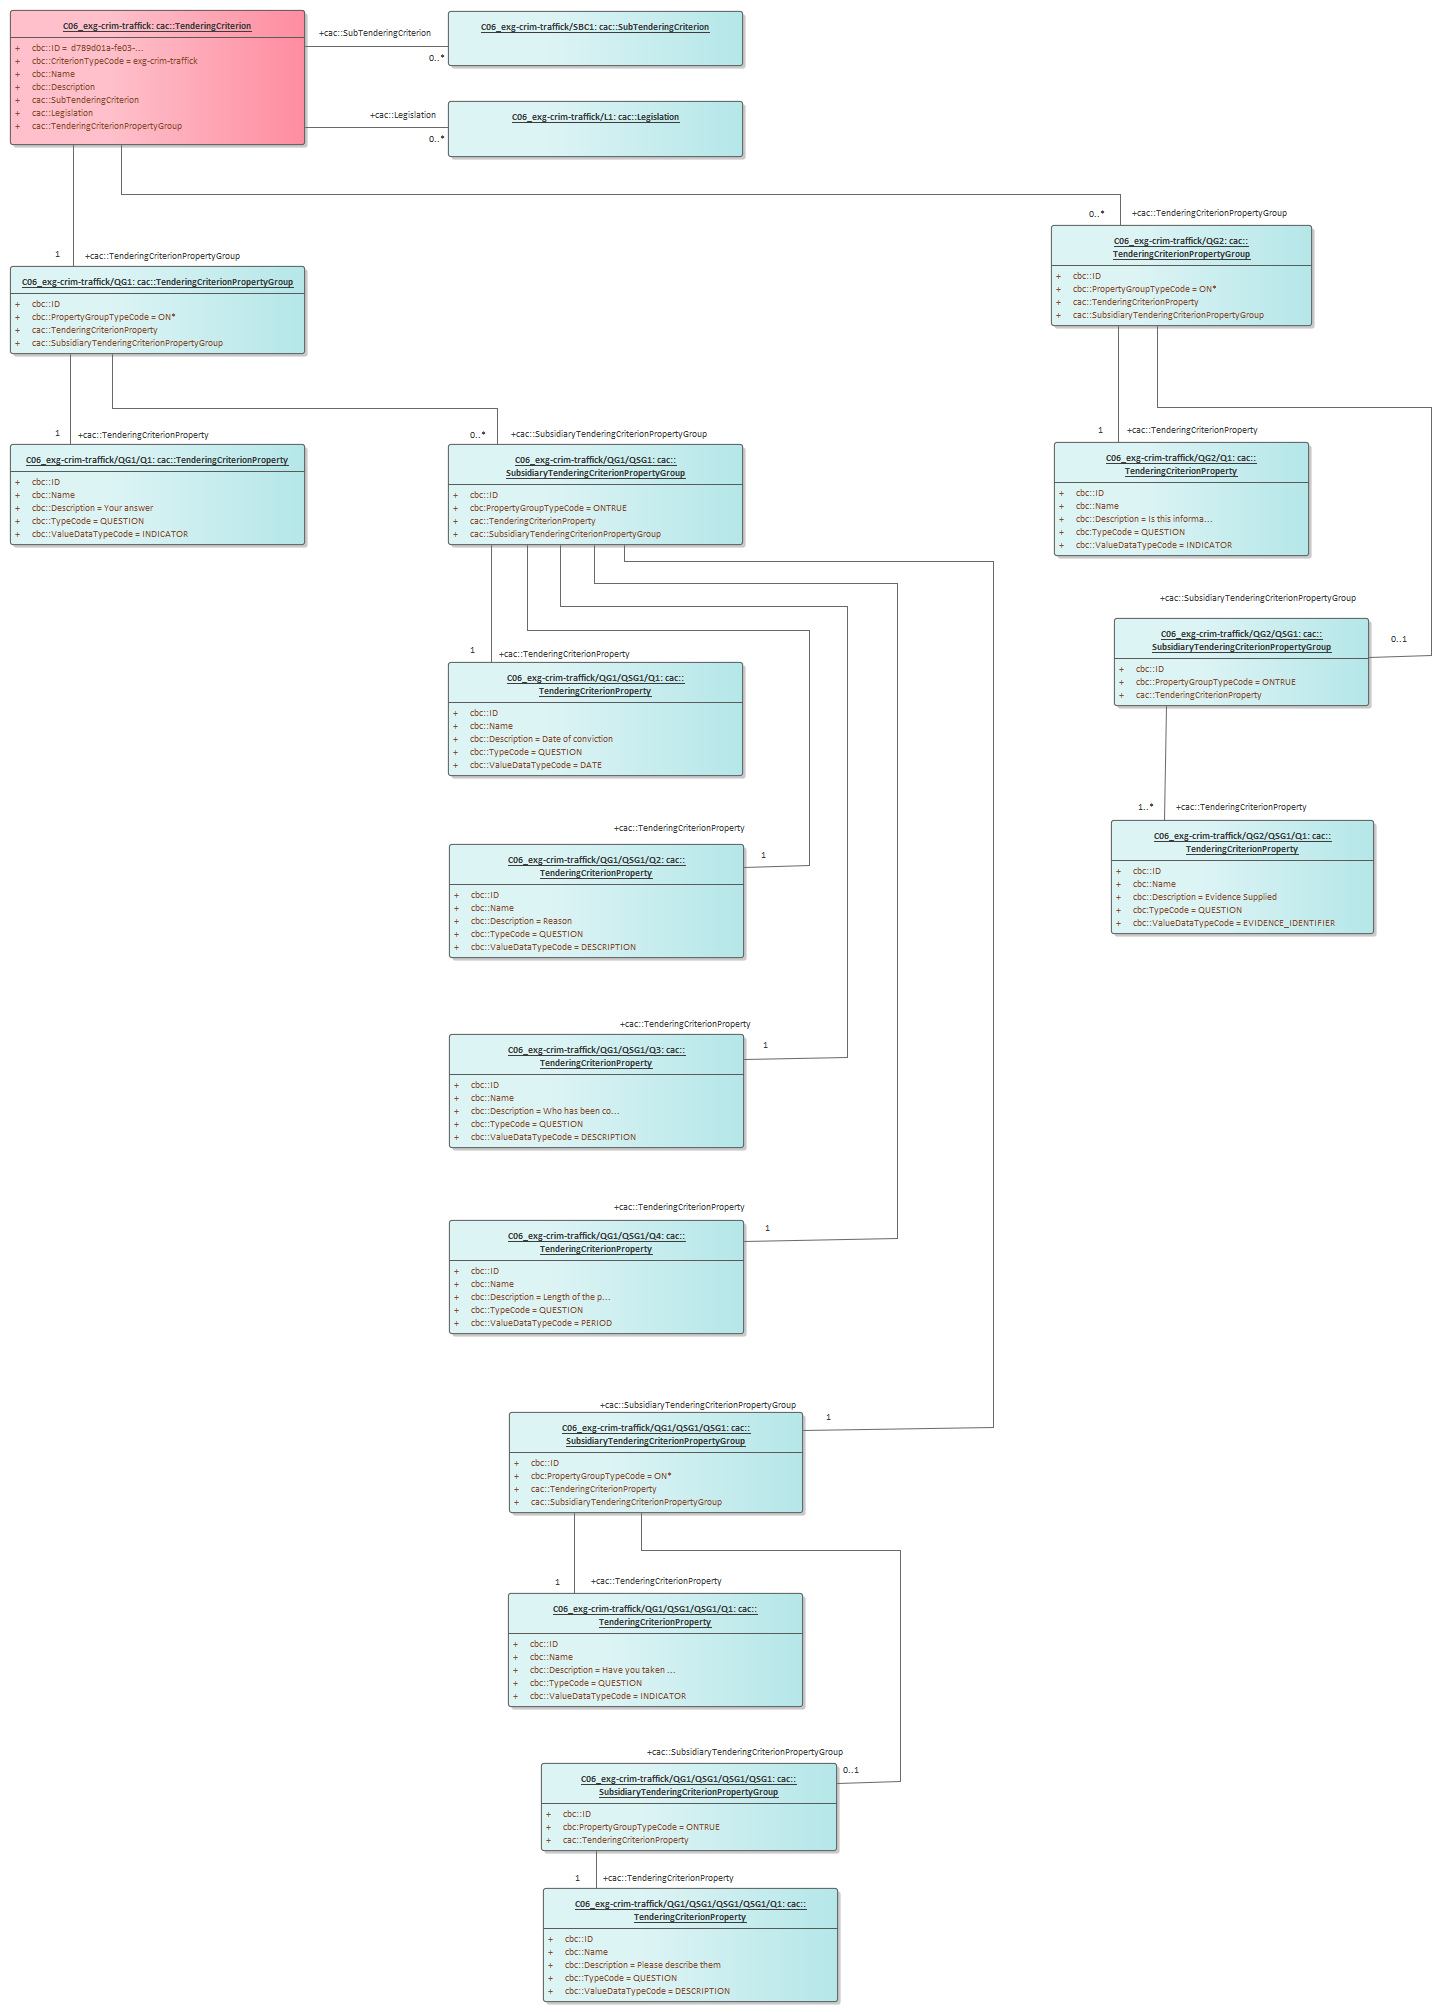 C06_exg-crim-traffick: cac::TenderingCriterion
+ cbc::ID = d789d01a-fe03-...
+ cbc::CriterionTypeCode = exg-crim-traffick
+ cbc::Name
+ cbc::Description
+ cac::SubTenderingCriterion
+ cac::Legislation
+ cac::TenderingCriterionPropertyGroup
+cac::SubTenderingCriterion
0..*
C06_exg-crim-traffick/SBC1: cac::SubTenderingCriterion
+cac::Legislation
0..*
C06_exg-crim-traffick/L1: cac::Legislation
1
+cac::TenderingCriterionPropertyGroup
C06_exg-crim-traffick/QG1: cac::TenderingCriterionPropertyGroup
+ cbc::ID
+ cbc::PropertyGroupTypeCode = ON*
+ cac::TenderingCriterionProperty
+ cac::SubsidiaryTenderingCriterionPropertyGroup
0..*
+cac::TenderingCriterionPropertyGroup
C06_exg-crim-traffick/QG2: cac::
TenderingCriterionPropertyGroup
+ cbc::ID
+ cbc::PropertyGroupTypeCode = ON*
+ cac::TenderingCriterionProperty
+ cac::SubsidiaryTenderingCriterionPropertyGroup
1
+cac::TenderingCriterionProperty
C06_exg-crim-traffick/QG1/Q1: cac::TenderingCriterionProperty
+ cbc::ID
+ cbc::Name
+ cbc::Description = Your answer
+ cbc::TypeCode = QUESTION
+ cbc::ValueDataTypeCode = INDICATOR
0..*
+cac::SubsidiaryTenderingCriterionPropertyGroup
C06_exg-crim-traffick/QG1/QSG1: cac::
SubsidiaryTenderingCriterionPropertyGroup
+ cbc::ID
+ cbc:PropertyGroupTypeCode = ONTRUE
+ cac::TenderingCriterionProperty
+ cac::SubsidiaryTenderingCriterionPropertyGroup
1
+cac::TenderingCriterionProperty
C06_exg-crim-traffick/QG2/Q1: cac::
TenderingCriterionProperty
+ cbc::ID
+ cbc::Name
+ cbc::Description = Is this informa...
+ cbc:TypeCode = QUESTION
+ cbc::ValueDataTypeCode = INDICATOR
+cac::SubsidiaryTenderingCriterionPropertyGroup
0..1
C06_exg-crim-traffick/QG2/QSG1: cac::
SubsidiaryTenderingCriterionPropertyGroup
+ cbc::ID
+ cbc::PropertyGroupTypeCode = ONTRUE
+ cac::TenderingCriterionProperty
1
+cac::TenderingCriterionProperty
C06_exg-crim-traffick/QG1/QSG1/Q1: cac::
TenderingCriterionProperty
+ cbc::ID
+ cbc::Name
+ cbc::Description = Date of conviction
+ cbc::TypeCode = QUESTION
+ cbc::ValueDataTypeCode = DATE
1..*
+cac::TenderingCriterionProperty
C06_exg-crim-traffick/QG2/QSG1/Q1: cac::
TenderingCriterionProperty
+ cbc::ID
+ cbc::Name
+ cbc::Description = Evidence Supplied
+ cbc:TypeCode = QUESTION
+ cbc::ValueDataTypeCode = EVIDENCE_IDENTIFIER
+cac::TenderingCriterionProperty
1
C06_exg-crim-traffick/QG1/QSG1/Q2: cac::
TenderingCriterionProperty
+ cbc::ID
+ cbc::Name
+ cbc::Description = Reason
+ cbc::TypeCode = QUESTION
+ cbc::ValueDataTypeCode = DESCRIPTION
+cac::TenderingCriterionProperty
1
C06_exg-crim-traffick/QG1/QSG1/Q3: cac::
TenderingCriterionProperty
+ cbc::ID
+ cbc::Name
+ cbc::Description = Who has been co...
+ cbc::TypeCode = QUESTION
+ cbc::ValueDataTypeCode = DESCRIPTION
+cac::TenderingCriterionProperty
1
C06_exg-crim-traffick/QG1/QSG1/Q4: cac::
TenderingCriterionProperty
+ cbc::ID
+ cbc::Name
+ cbc::Description = Length of the p...
+ cbc::TypeCode = QUESTION
+ cbc::ValueDataTypeCode = PERIOD
+cac::SubsidiaryTenderingCriterionPropertyGroup
1
C06_exg-crim-traffick/QG1/QSG1/QSG1: cac::
SubsidiaryTenderingCriterionPropertyGroup
+ cbc::ID
+ cbc:PropertyGroupTypeCode = ON*
+ cac::TenderingCriterionProperty
+ cac::SubsidiaryTenderingCriterionPropertyGroup
1
+cac::TenderingCriterionProperty
C06_exg-crim-traffick/QG1/QSG1/QSG1/Q1: cac::
TenderingCriterionProperty
+ cbc::ID
+ cbc::Name
+ cbc::Description = Have you taken ...
+ cbc::TypeCode = QUESTION
+ cbc::ValueDataTypeCode = INDICATOR
+cac::SubsidiaryTenderingCriterionPropertyGroup
0..1
C06_exg-crim-traffick/QG1/QSG1/QSG1/QSG1: cac::
SubsidiaryTenderingCriterionPropertyGroup
+ cbc::ID
+ cbc:PropertyGroupTypeCode = ONTRUE
+ cac::TenderingCriterionProperty
1
+cac::TenderingCriterionProperty
C06_exg-crim-traffick/QG1/QSG1/QSG1/QSG1/Q1: cac::
TenderingCriterionProperty
+ cbc::ID
+ cbc::Name
+ cbc::Description = Please describe them
+ cbc::TypeCode = QUESTION
+ cbc::ValueDataTypeCode = DESCRIPTION